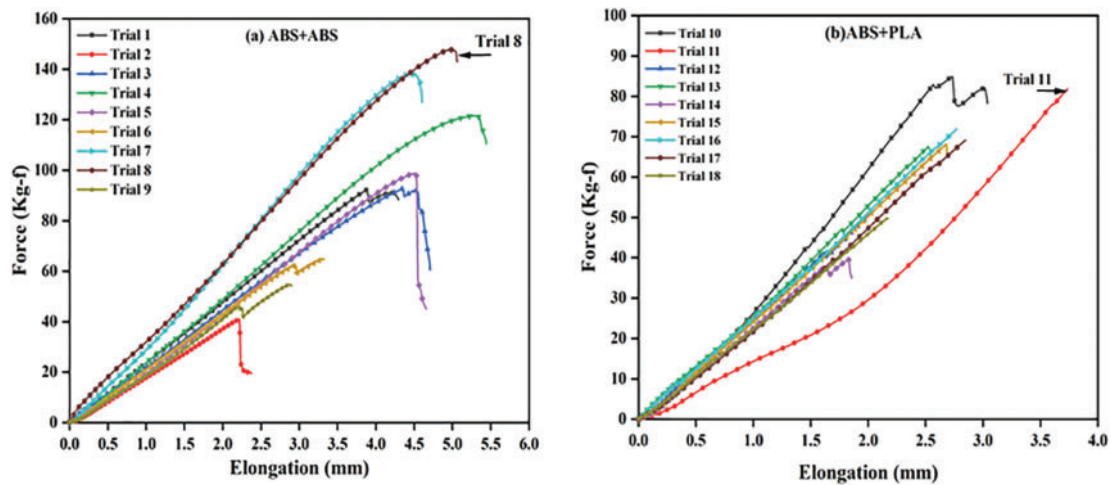 160
140
120
100
80
60
40
20
0
Force (Kg-f)
(a) ABS+ABS
Trial 1
Trial 2
Trial 3
Trial 4
Trial 5
Trial 6
Trial 7
Trial 8
Trial 9
Trial 8
0.0 0.5 1.0 1.5 2.0 2.5 3.0 3.5 4.0 4.5 5.0 5.5 6.0
Elongation (mm)
100
90
80
70
60
50
40
30
20
10
0
Force (Kg-f)
(b)ABS+PLA
Trial 10
Trial 11
Trial 12
Trial 13
Trial 14
Trial 15
Trial 16
Trial 17
Trial 18
Trial 11
0.0 0.5 1.0 1.5 2.0 2.5 3.0 3.5 4.0
Elongation (mm)